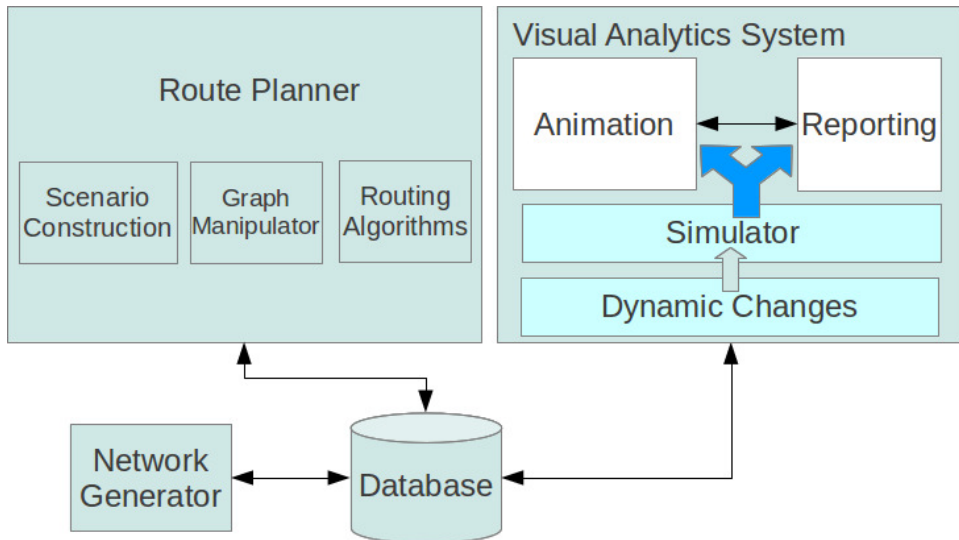 Route Planner
Scenario
Construction
Graph
Manipulator
Routing
Algorithms
Visual Analytics System
Animation
Reporting
Simulator
Dynamic Changes
Network
Generator
Database